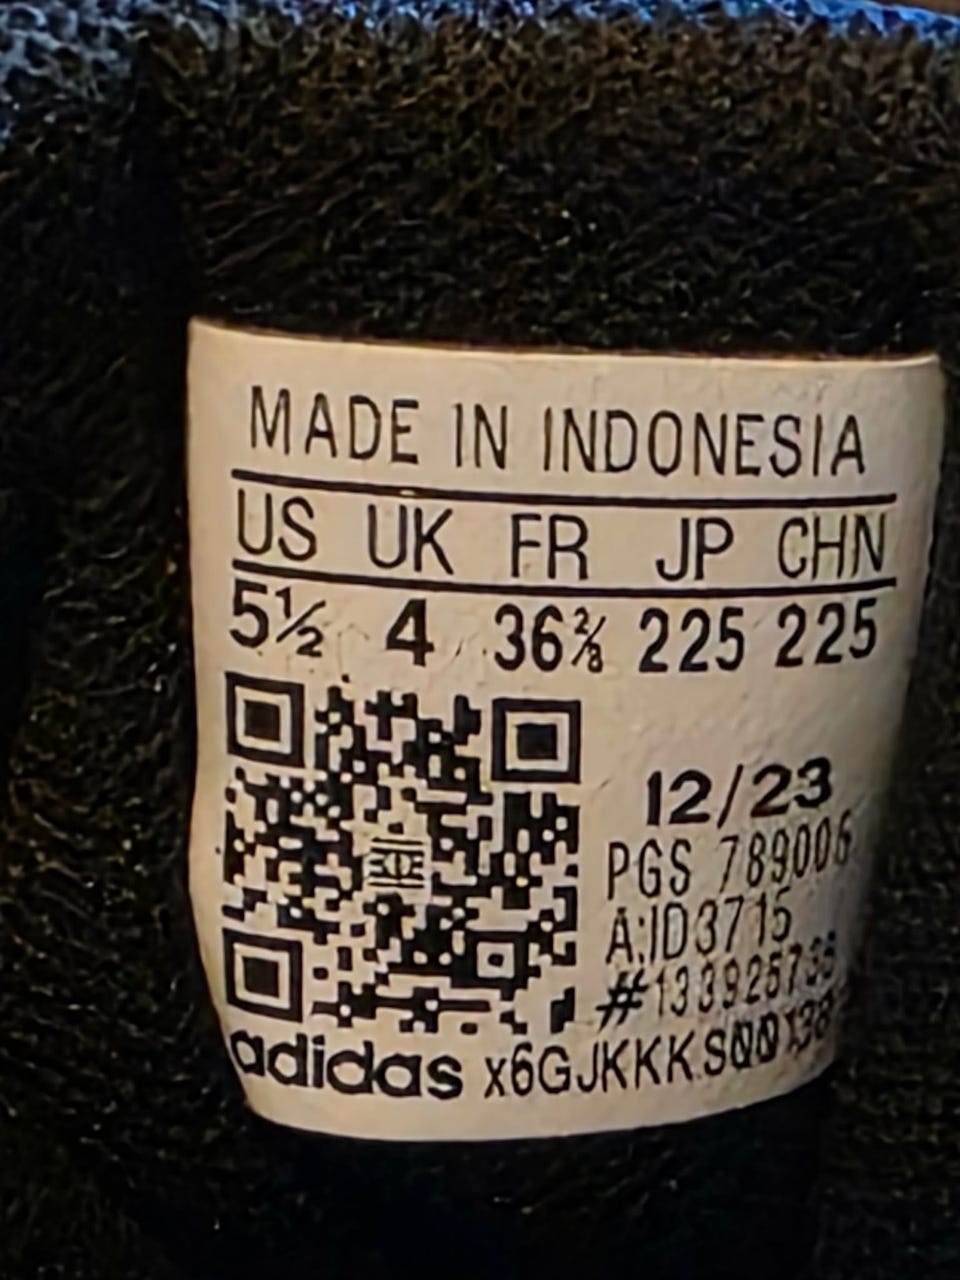 MADE IN INDONESIA
US UK FR JP CHN
5½ 4 36⅔ 225 225
12/23
PGS 789006
A:ID3715
adidas